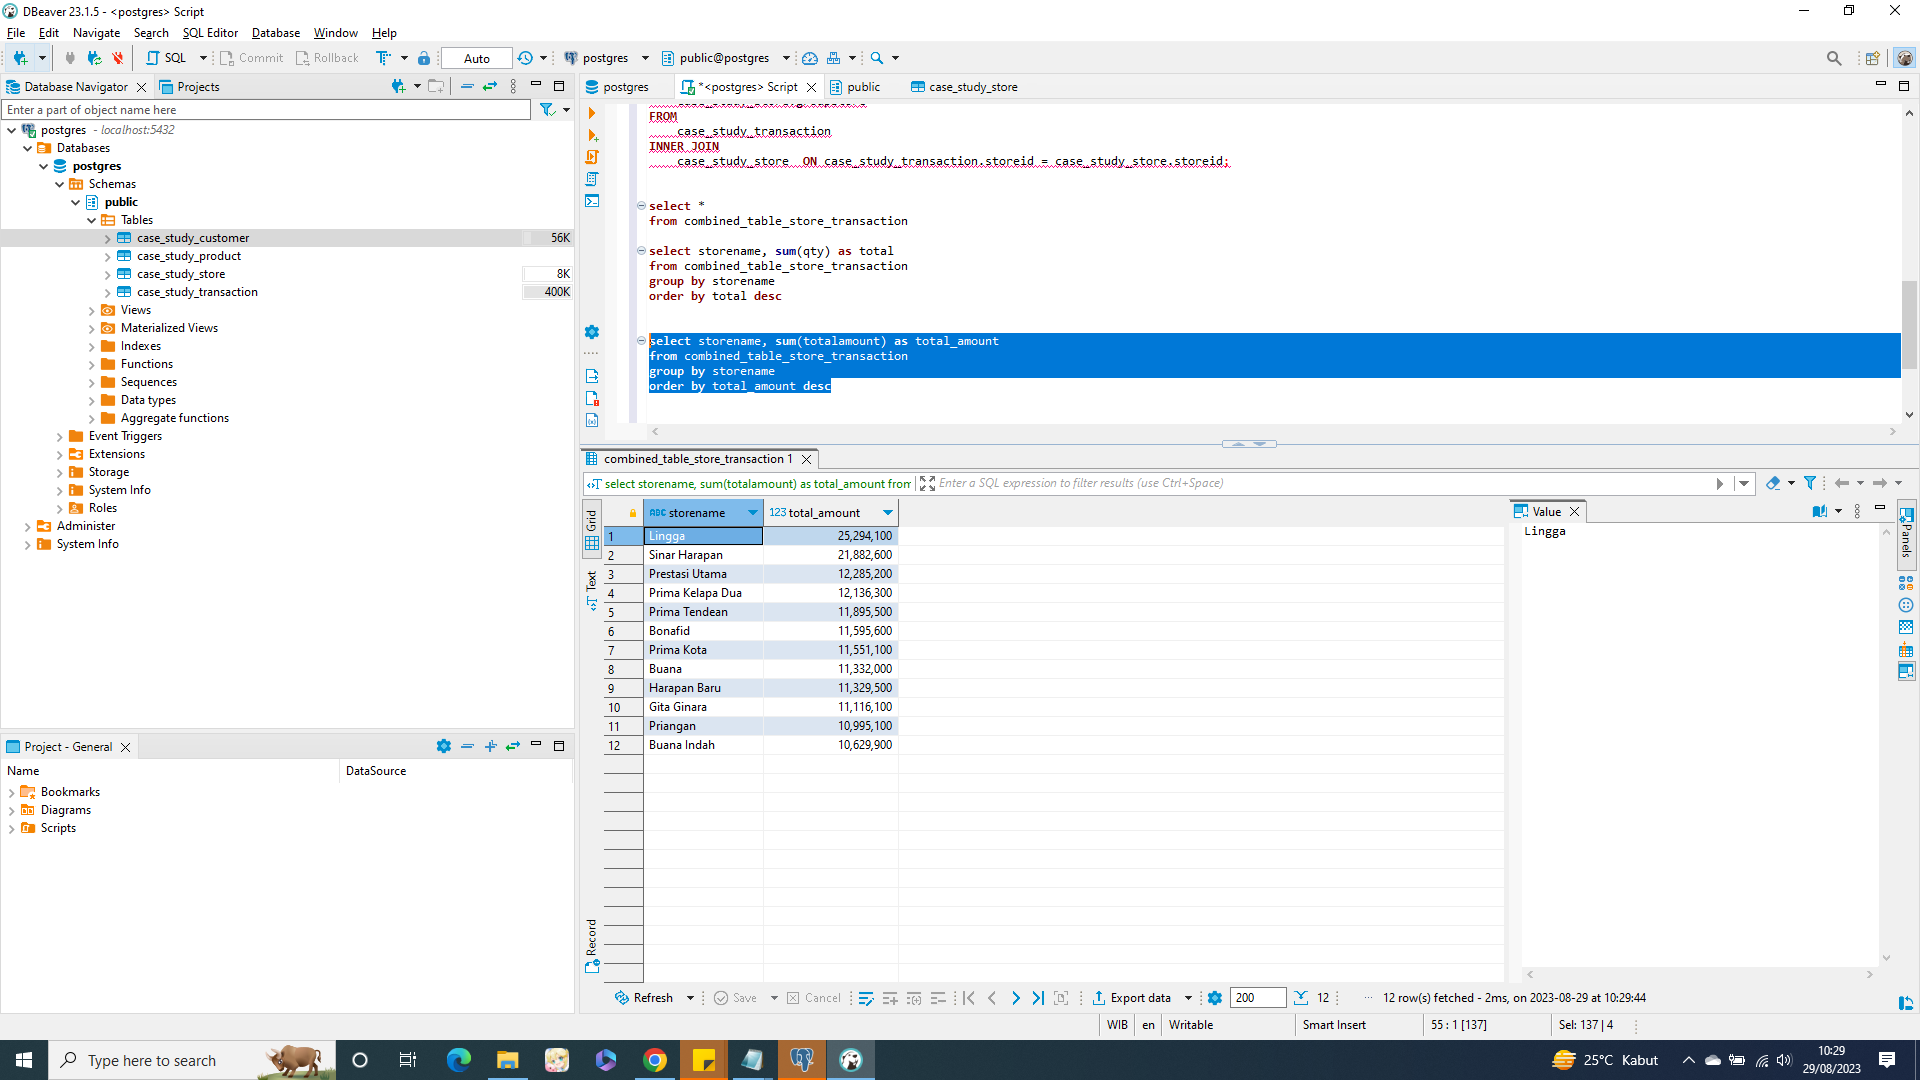 DBeaver 23.1.5 - <postgres> Script
File Edit Navigate Search SQL Editor Database Window Help
SQL Commit Rollback Auto postgres public@postgres
Database Navigator Projects
Enter a part of object name here
postgres - localhost:5432
Databases
postgres
Schemas
public
Tables
case_study_customer 56K
case_study_product
case_study_store 8K
case_study_transaction 400K
Views
Materialized Views
Indexes
Functions
Sequences
Data types
Aggregate functions
Event Triggers
Extensions
Storage
System Info
Roles
Administer
System Info
Project - General
Name DataSource
Bookmarks
Diagrams
Scripts
postgres *<postgres> Script public case_study_store
FROM
case_study_transaction
INNER JOIN
case_study_store ON case_study_transaction.storeid = case_study_store.storeid;
select *
from combined_table_store_transaction
select storename, sum(qty) as total
from combined_table_store_transaction
group by storename
order by total desc
select storename, sum(totalamount) as total_amount
from combined_table_store_transaction
group by storename
order by total_amount desc
combined_table_store_transaction 1
select storename, sum(totalamount) as total_amount from Enter a SQL expression to filter results (use Ctrl+Space)
Grid
Text
Record
ABC storename 123 total_amount
1 Lingga 25,294,100
2 Sinar Harapan 21,882,600
3 Prestasi Utama 12,285,200
4 Prima Kelapa Dua 12,136,300
5 Prima Tendean 11,895,500
6 Bonafid 11,595,600
7 Prima Kota 11,551,100
8 Buana 11,332,000
9 Harapan Baru 11,329,500
10 Gita Ginara 11,116,100
11 Priangan 10,995,100
12 Buana Indah 10,629,900
Value
Lingga
Panels
Refresh Save Cancel Export data 200 12 ... 12 row(s) fetched - 2ms, on 2023-08-29 at 10:29:44
WIB en Writable Smart Insert 55 : 1 [137] Sel: 137 | 4
Type here to search
25°C Kabut
10:29
29/08/2023